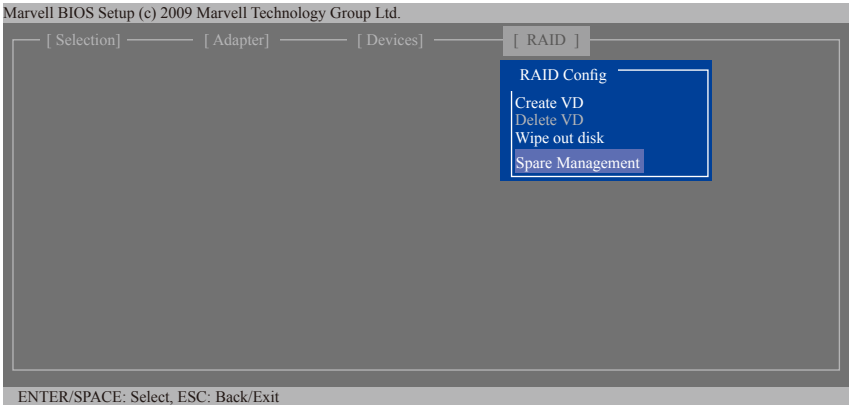 Marvell BIOS Setup (c) 2009 Marvell Technology Group Ltd.
[ Selection] [ Adapter] [ Devices] [ RAID ]
RAID Config
Create VD
Delete VD
Wipe out disk
Spare Management
ENTER/SPACE: Select, ESC: Back/Exit